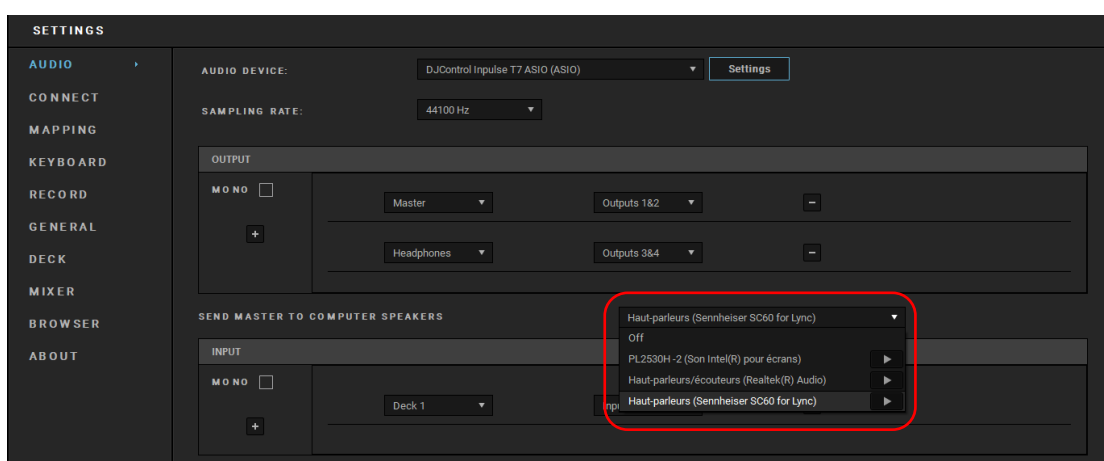 SETTINGS
AUDIO
CONNECT
MAPPING
KEYBOARD
RECORD
GENERAL
DECK
MIXER
BROWSER
ABOUT
AUDIO DEVICE: DJControl Inpulse T7 ASIO (ASIO) Settings
SAMPLING RATE: 44100 Hz
OUTPUT
MONO
Master Outputs 1&2
Headphones Outputs 3&4
SEND MASTER TO COMPUTER SPEAKERS Haut-parleurs (Sennheiser SC60 for Lync)
Off
PL2530H -2 (Son Intel(R) pour écrans)
Haut-parleurs/écouteurs (Realtek(R) Audio)
Haut-parleurs (Sennheiser SC60 for Lync)
INPUT
MONO
Deck 1